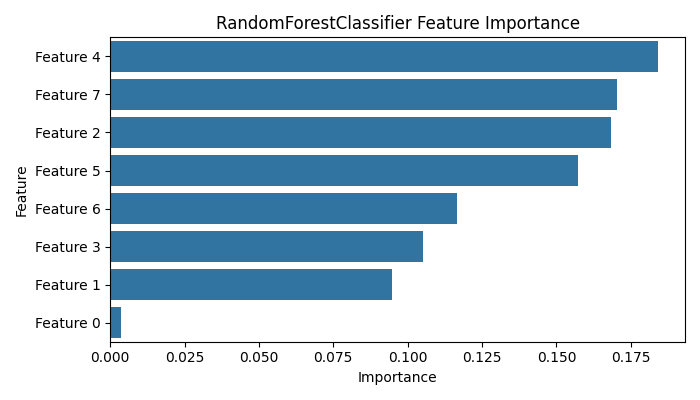 RandomForestClassifier Feature Importance
Feature 4
Feature 7
Feature 2
Feature 5
Feature 6
Feature 3
Feature 1
Feature 0
Feature
0.000 0.025 0.050 0.075 0.100 0.125 0.150 0.175
Importance